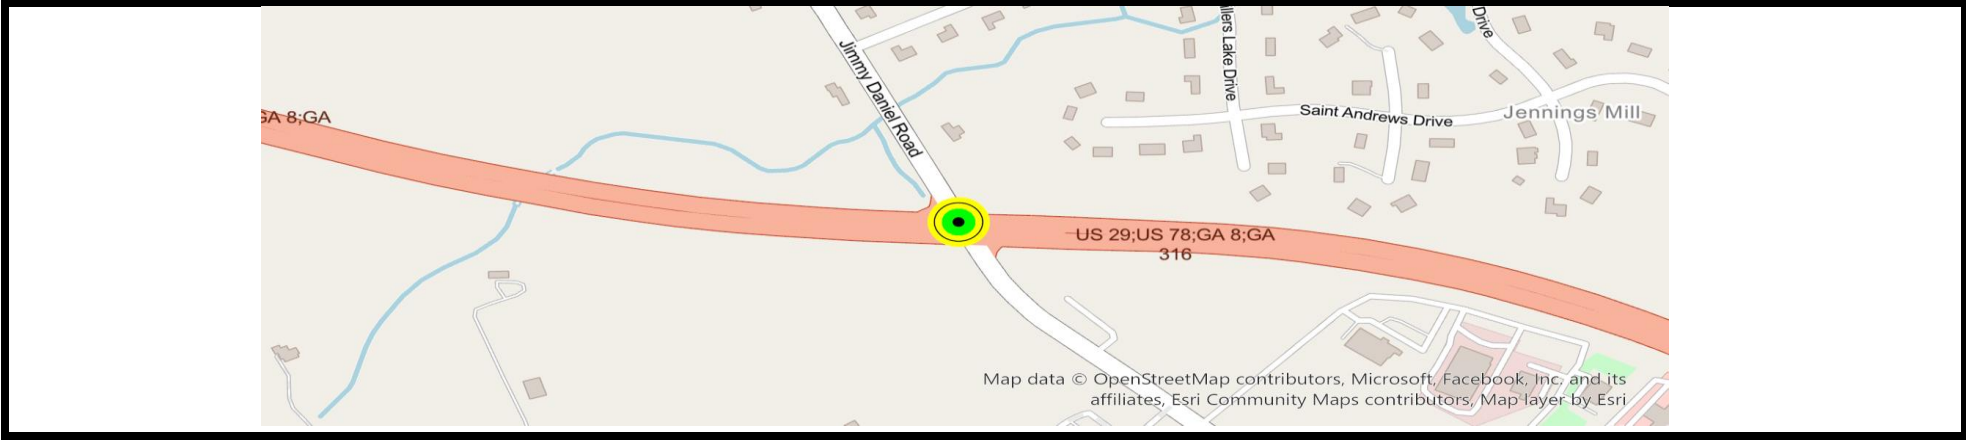 Drive
llers Lake Drive
Jimmy Daniel Road
GA 8;GA
Saint Andrews Drive
Jennings Mill
US 29;US 78;GA 8;GA
316
Map data © OpenStreetMap contributors, Microsoft, Facebook, Inc. and its
affiliates, Esri Community Maps contributors, Map layer by Esri